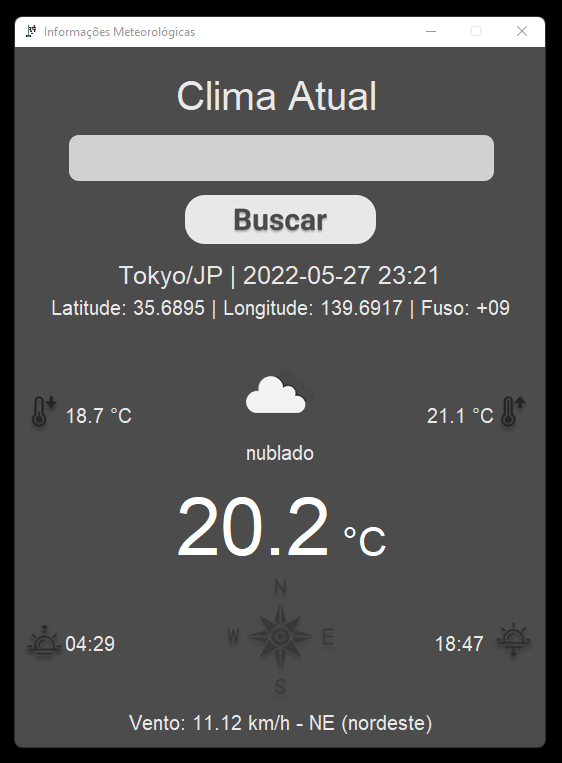 Informações Meteorológicas
Clima Atual
Buscar
Tokyo/JP | 2022-05-27 23:21
Latitude: 35.6895 | Longitude: 139.6917 | Fuso: +09
18.7 °C
21.1 °C
nublado
20.2 °C
N
W E
S
04:29
18:47
Vento: 11.12 km/h - NE (nordeste)